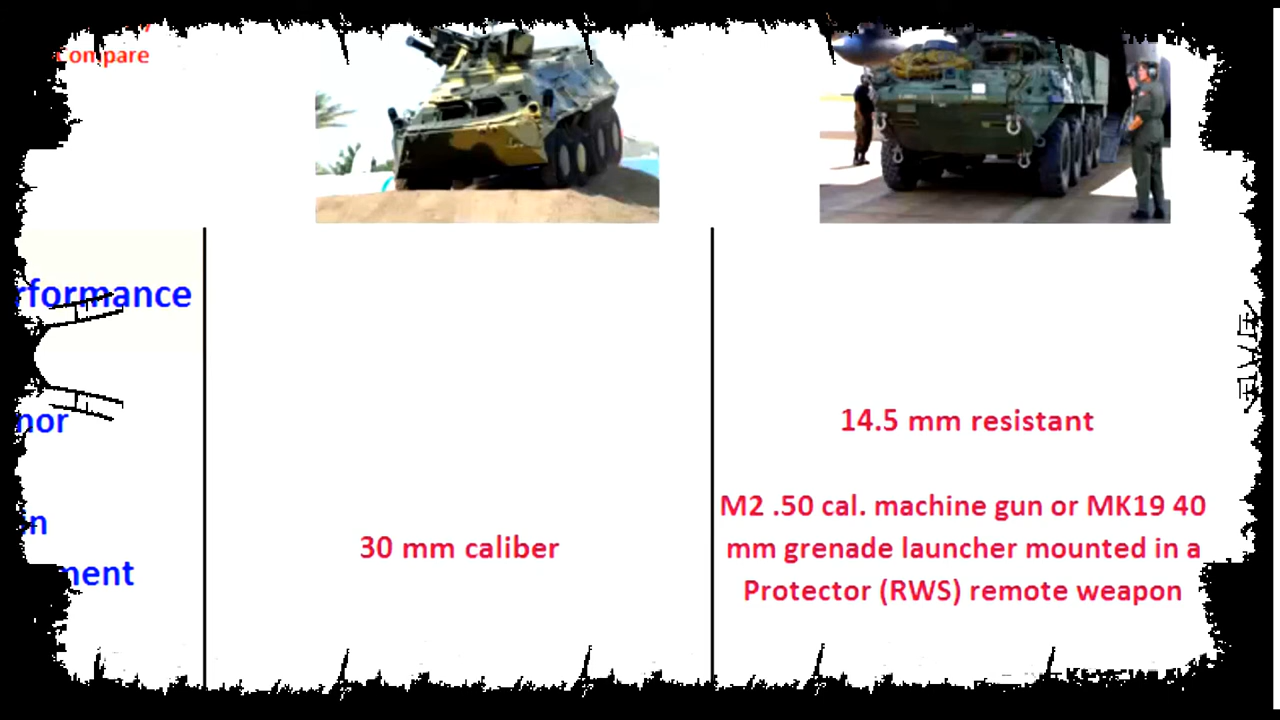 Compare
rformance
nor
14.5 mm resistant
M2 .50 cal. machine gun or MK19 40
n
30 mm caliber
mm grenade launcher mounted in a
ment
Protector (RWS) remote weapon